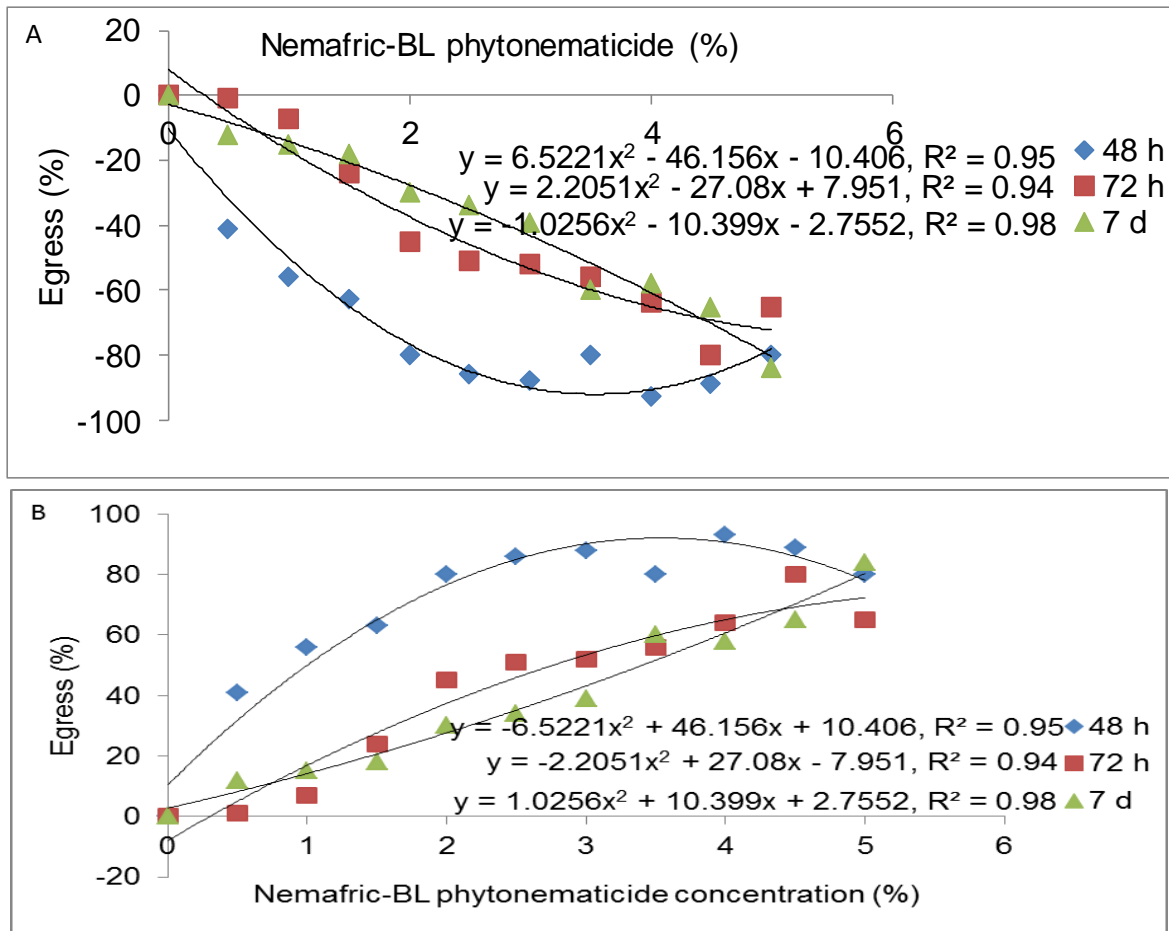 A
Nemafric-BL phytonematicide (%)
Egress (%)
20
0
-20
-40
-60
-80
-100
0
2
4
6
y = 6.5221x² - 46.156x - 10.406, R² = 0.95
48 h
y = 2.2051x² - 27.08x + 7.951, R² = 0.94
72 h
y = -1.0256x² - 10.399x - 2.7552, R² = 0.98
7 d
B
Egress (%)
100
80
60
40
20
0
-20
y = -6.5221x² + 46.156x + 10.406, R² = 0.95
48 h
y = -2.2051x² + 27.08x - 7.951, R² = 0.94
72 h
y = 1.0256x² + 10.399x + 2.7552, R² = 0.98
7 d
0
1
2
3
4
5
6
Nemafric-BL phytonematicide concentration (%)